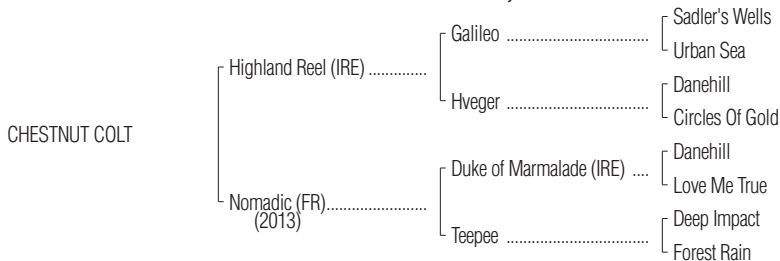 Sadler's Wells
Galileo ......................................
Urban Sea
Highland Reel (IRE) ..............
Danehill
Hveger ......................................
Circles Of Gold
CHESTNUT COLT
Danehill
Duke of Marmalade (IRE) ....
Love Me True
Nomadic (FR)........................
(2013)
Deep Impact
Teepee ......................................
Forest Rain